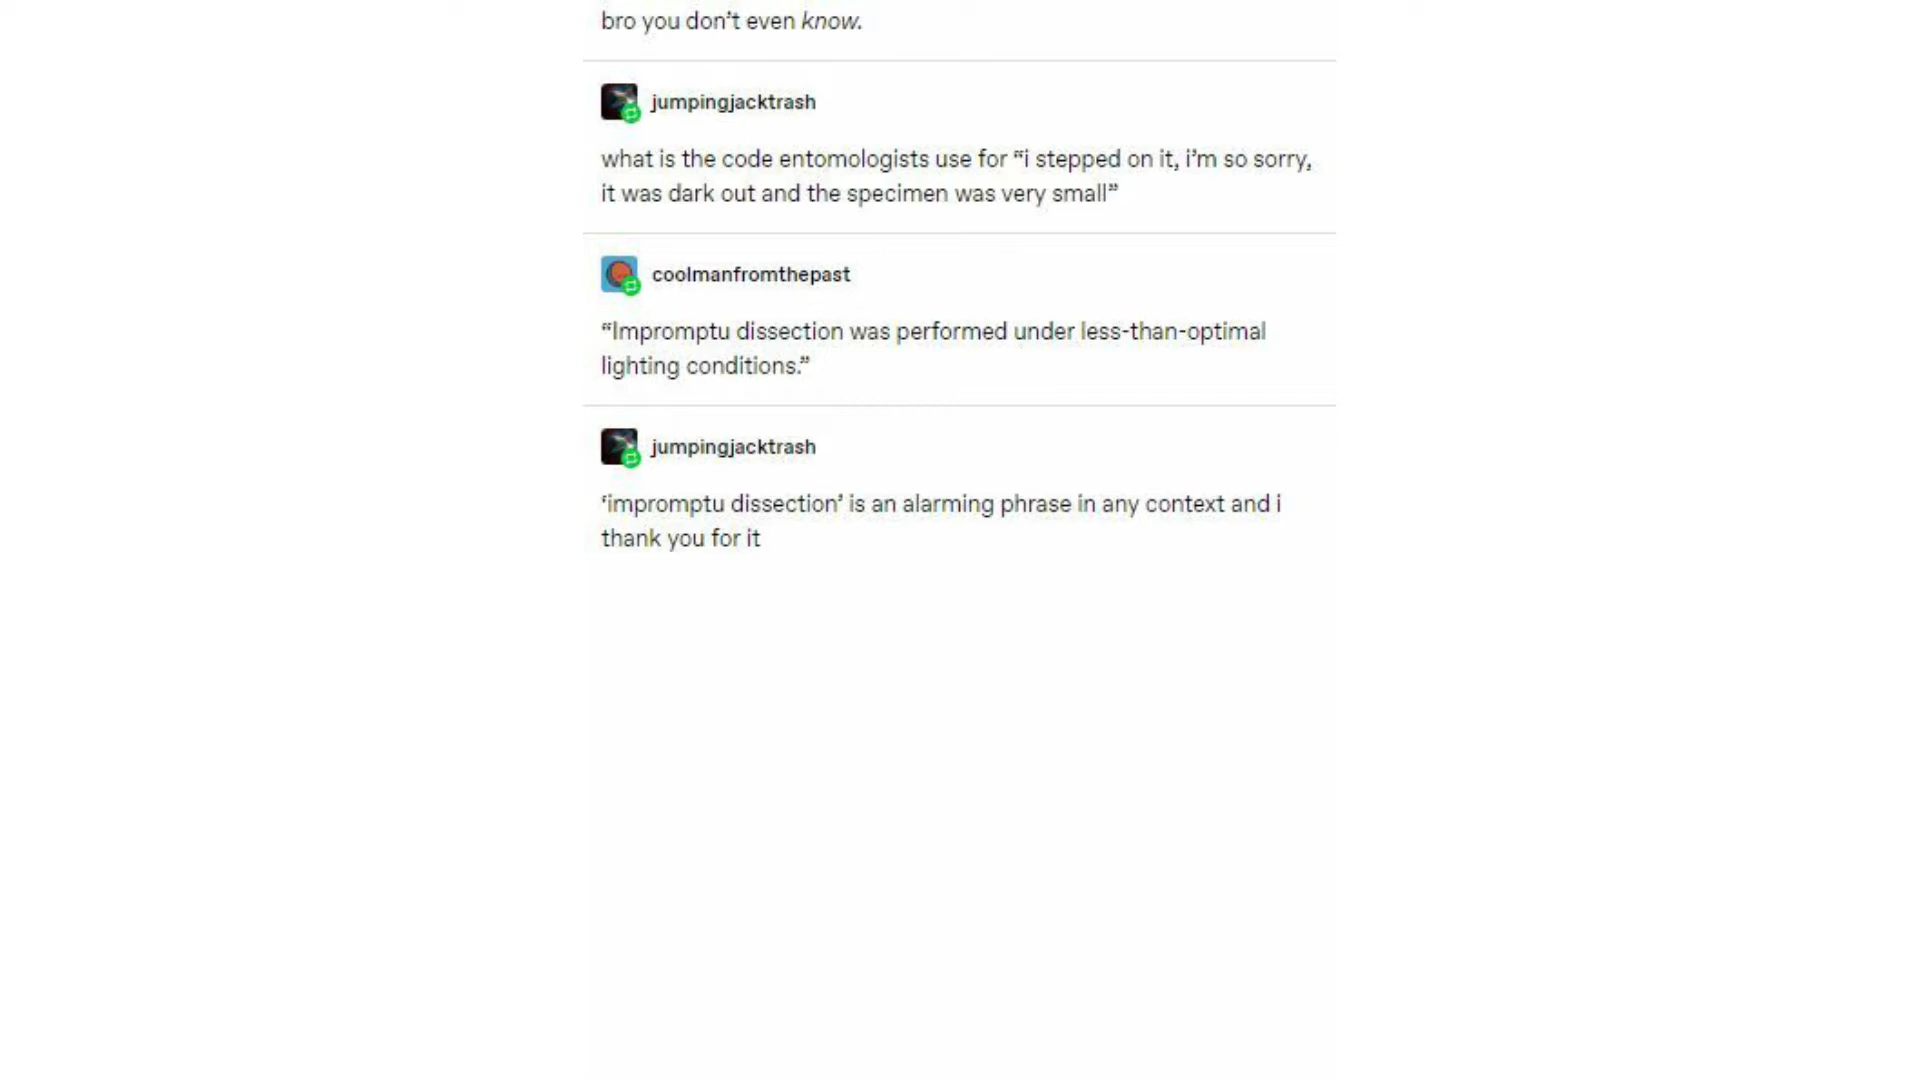 bro you don’t even know.
jumpingjacktrash
what is the code entomologists use for “i stepped on it, i’m so sorry,
it was dark out and the specimen was very small”
coolmanfromthepast
“Impromptu dissection was performed under less-than-optimal
lighting conditions.”
jumpingjacktrash
‘impromptu dissection’ is an alarming phrase in any context and i
thank you for it